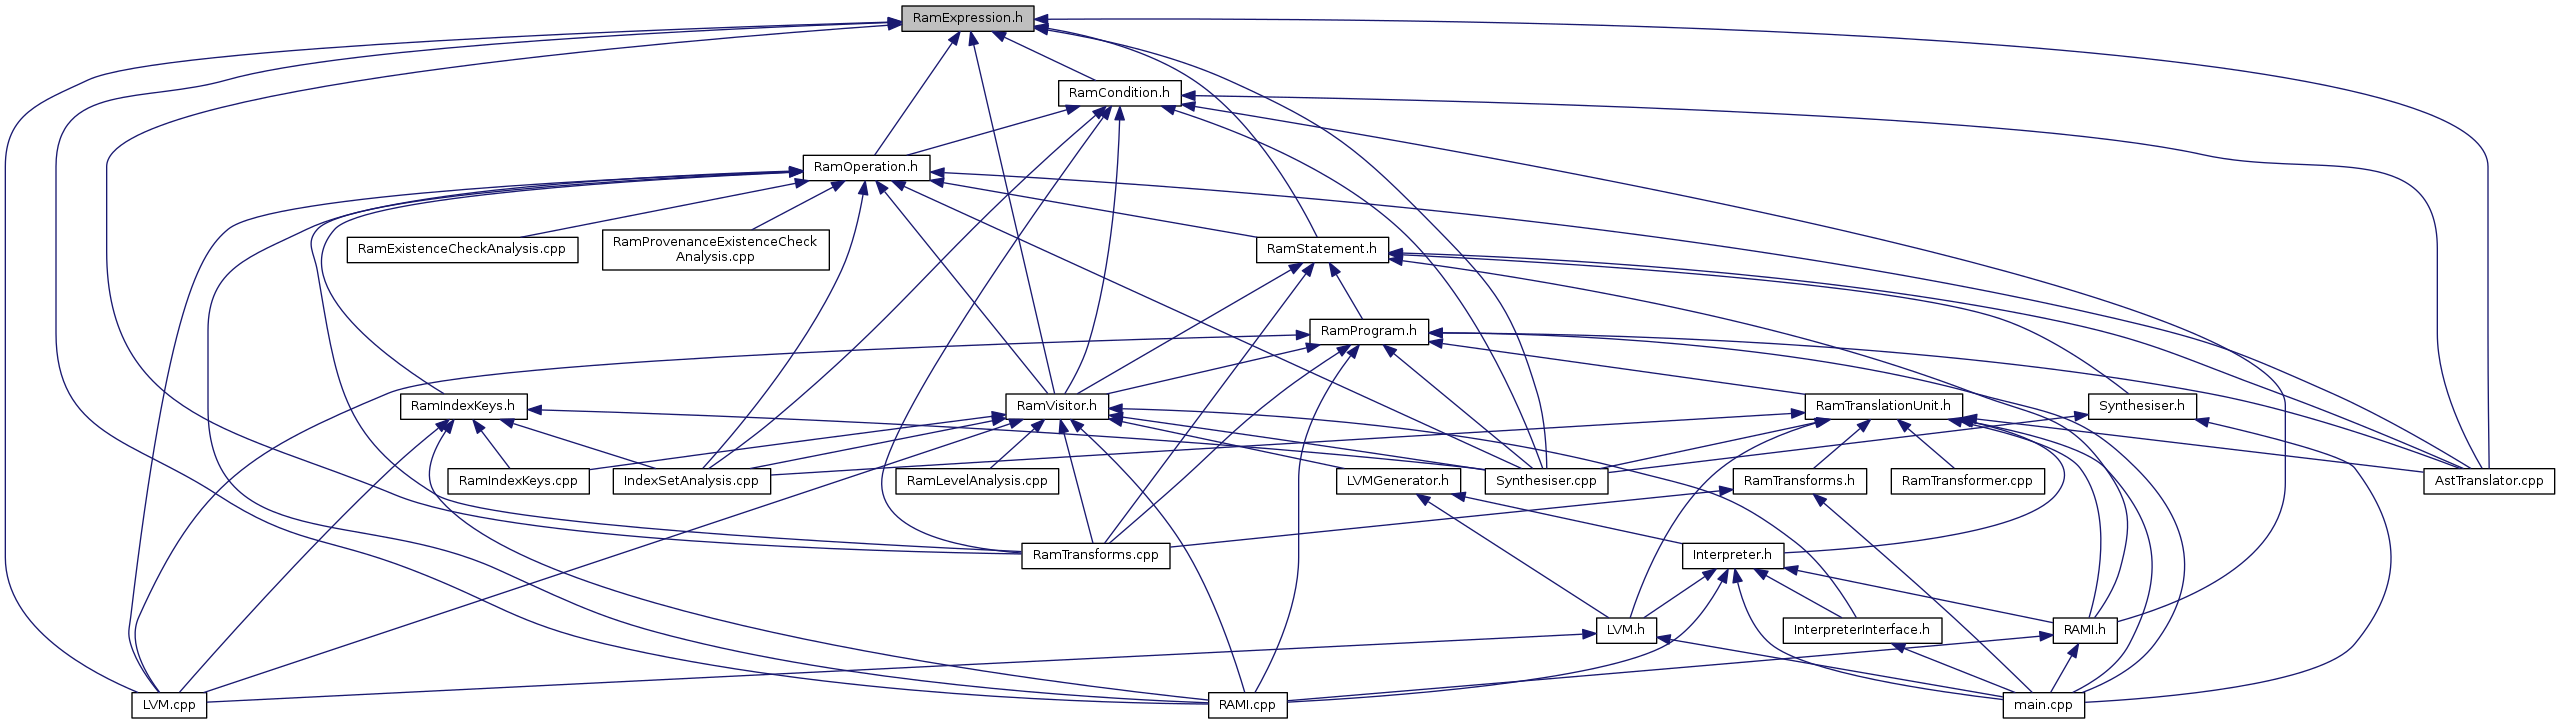 RamExpression.h
RamCondition.h
RamOperation.h
RamExistenceCheckAnalysis.cpp
RamProvenanceExistenceCheck
Analysis.cpp
RamStatement.h
RamProgram.h
RamIndexKeys.h
RamVisitor.h
RamTranslationUnit.h
Synthesiser.h
RamIndexKeys.cpp
IndexSetAnalysis.cpp
RamLevelAnalysis.cpp
LVMGenerator.h
Synthesiser.cpp
RamTransforms.h
RamTransformer.cpp
AstTranslator.cpp
RamTransforms.cpp
Interpreter.h
LVM.h
InterpreterInterface.h
RAMI.h
LVM.cpp
RAMI.cpp
main.cpp